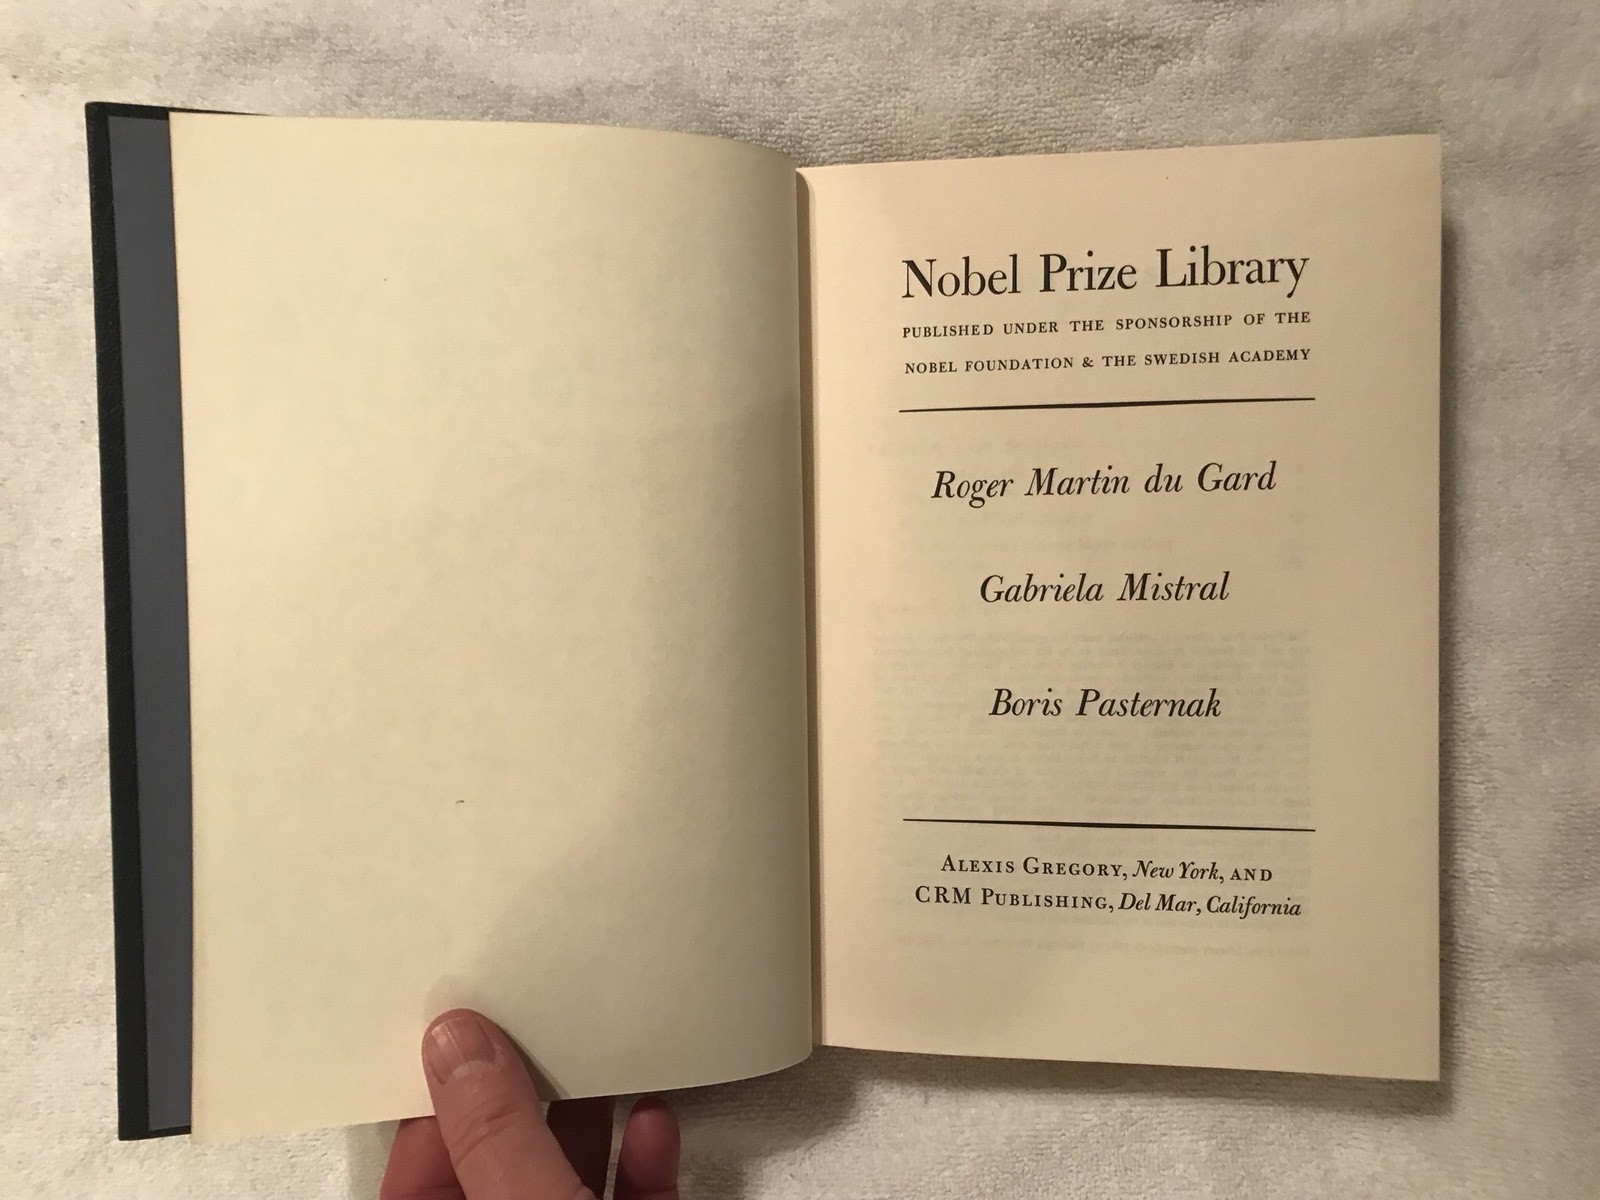 Nobel Prize Library
PUBLISHED UNDER THE SPONSORSHIP OF THE
NOBEL FOUNDATION & THE SWEDISH ACADEMY
Roger Martin du Gard
Gabriela Mistral
Boris Pasternak
ALEXIS GREGORY, New York, AND
CRM PUBLISHING, Del Mar, California